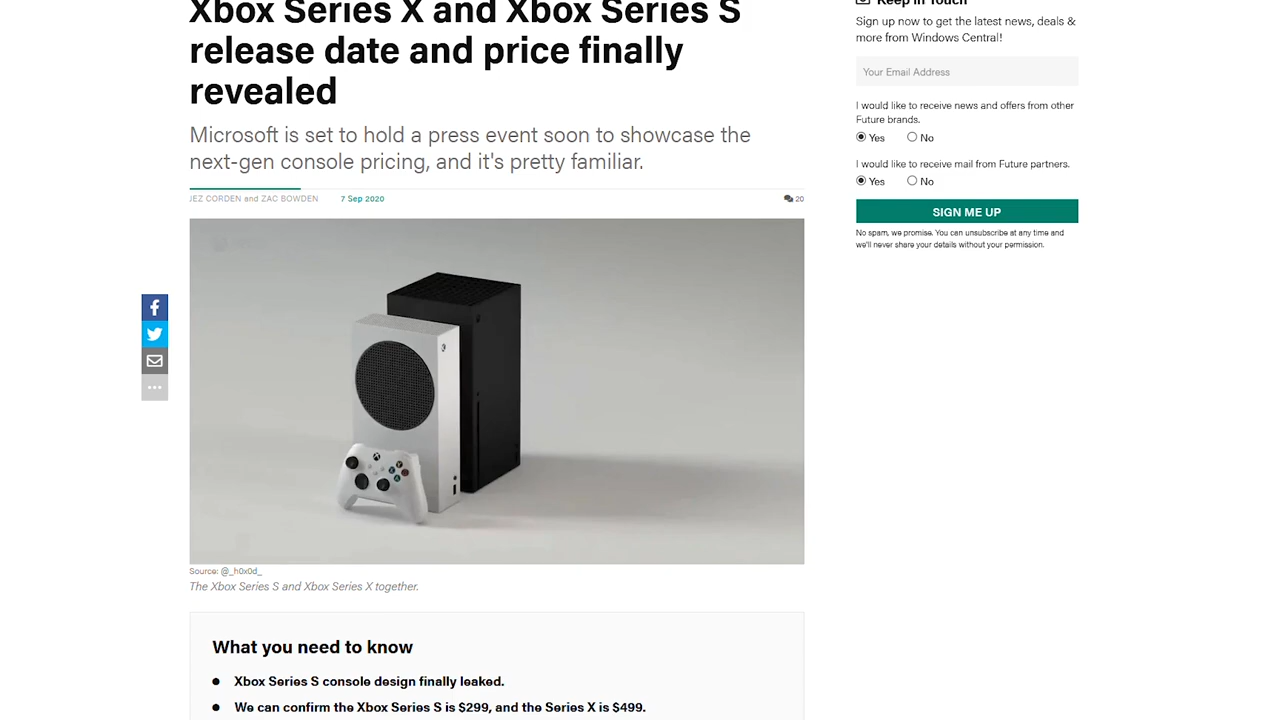 Xbox Series X and Xbox Series S
release date and price finally
revealed
Microsoft is set to hold a press event soon to showcase the
next-gen console pricing, and it's pretty familiar.
JEZ CORDEN and ZAC BOWDEN 7 Sep 2020 20
Source: @_h0x0d_
The Xbox Series S and Xbox Series X together.
What you need to know
Xbox Series S console design finally leaked.
We can confirm the Xbox Series S is $299, and the Series X is $499.
Keep in Touch
Sign up now to get the latest news, deals &
more from Windows Central!
Your Email Address
I would like to receive news and offers from other
Future brands.
Yes No
I would like to receive mail from Future partners.
Yes No
SIGN ME UP
No spam, we promise. You can unsubscribe at any time and
we'll never share your details without your permission.